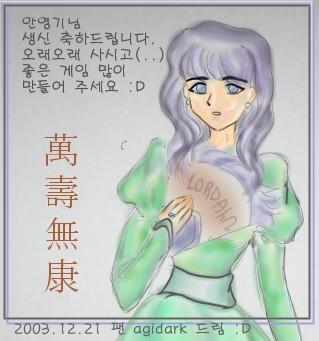 안영기님
생신 축하드립니다.
오래오래 사시고(..)
좋은 게임 많이
만들어 주세요 :D
萬壽無康
LORDAHN
2003.12.21 팬 agidark 드림 :D